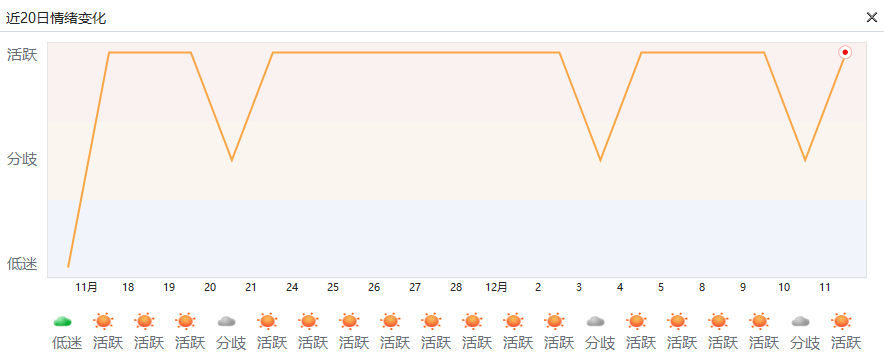 近20日情绪变化
活跃
分歧
低迷
11月 18 19 20 21 24 25 26 27 28 12月 2 3 4 5 8 9 10 11
低迷 活跃 活跃 活跃 分歧 活跃 活跃 活跃 活跃 活跃 活跃 活跃 活跃 分歧 活跃 活跃 活跃 活跃 分歧 活跃